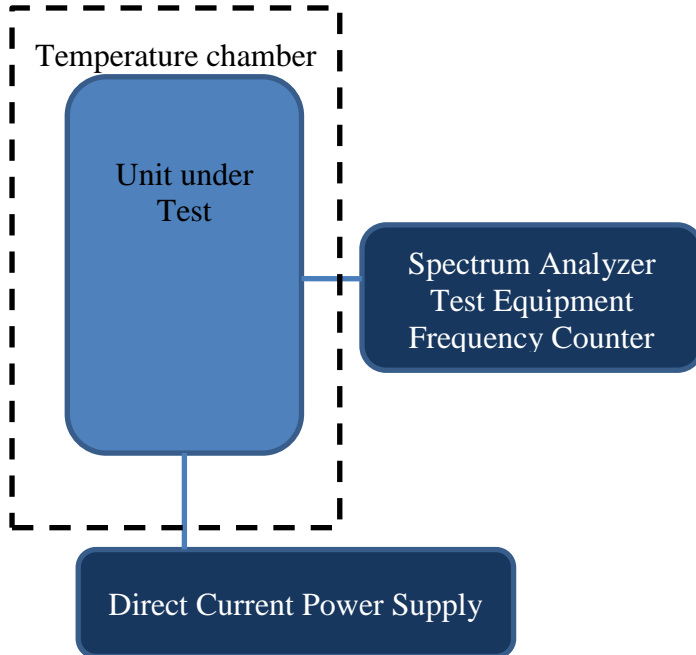 Temperature chamber
Unit under
Test
Spectrum Analyzer
Test Equipment
Frequency Counter
Direct Current Power Supply